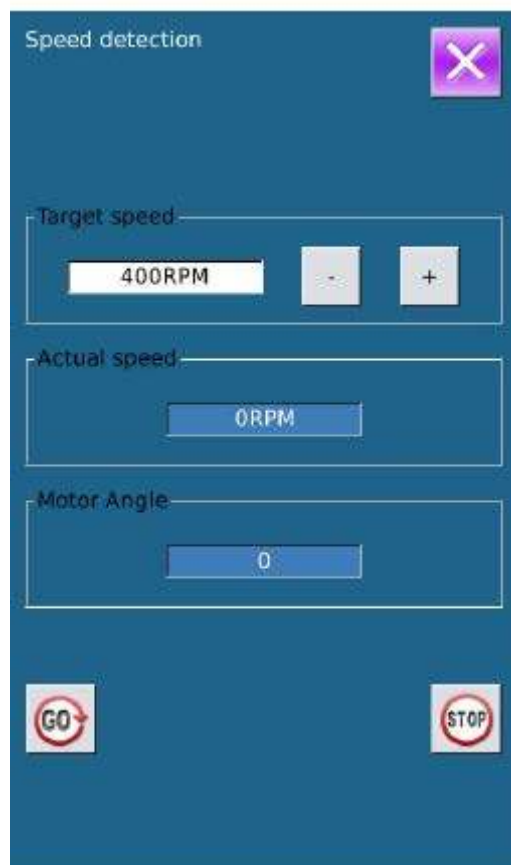 Speed detection
Target speed
400RPM - +
Actual speed
0RPM
Motor Angle
0
GO STOP